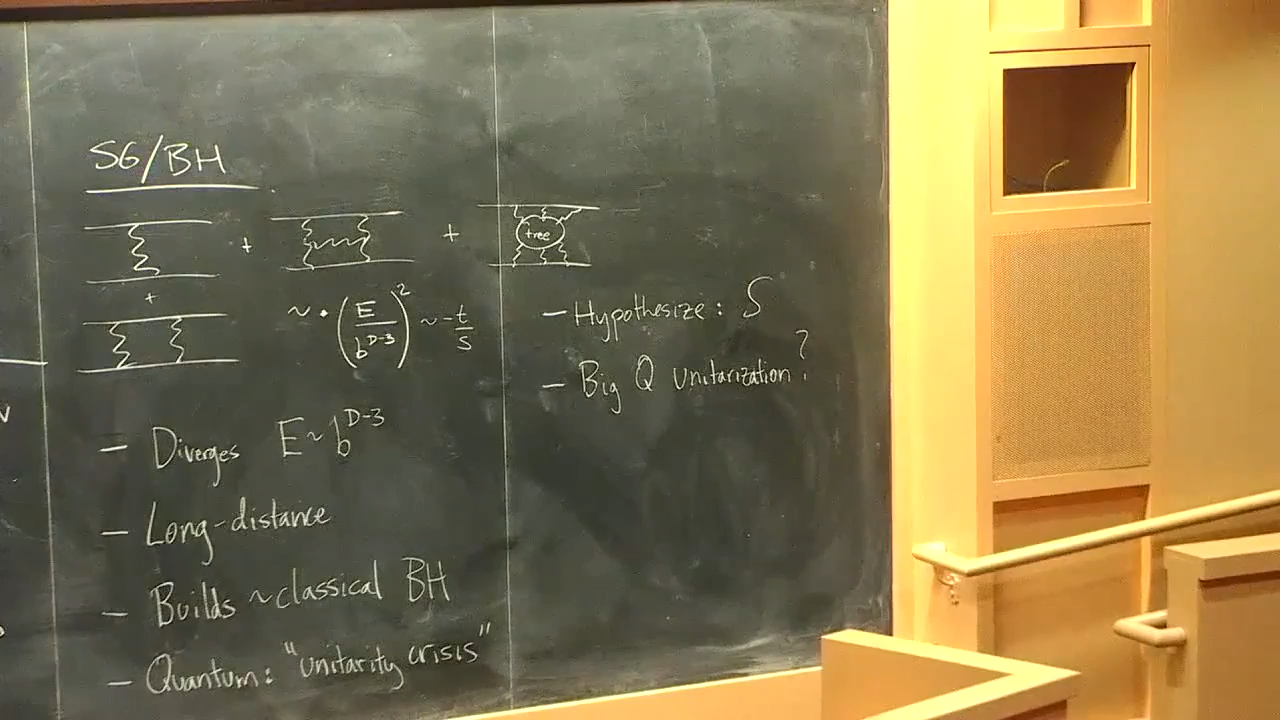 SG/BH
+ + tree
+
~ • (E/b^{D-3})^2 ~ -t/s
- Diverges E ~ b^{D-3}
- Long-distance
- Builds ~classical BH
- Quantum: "unitarity crisis"
- Hypothesize: S
- Big Q unitarization?